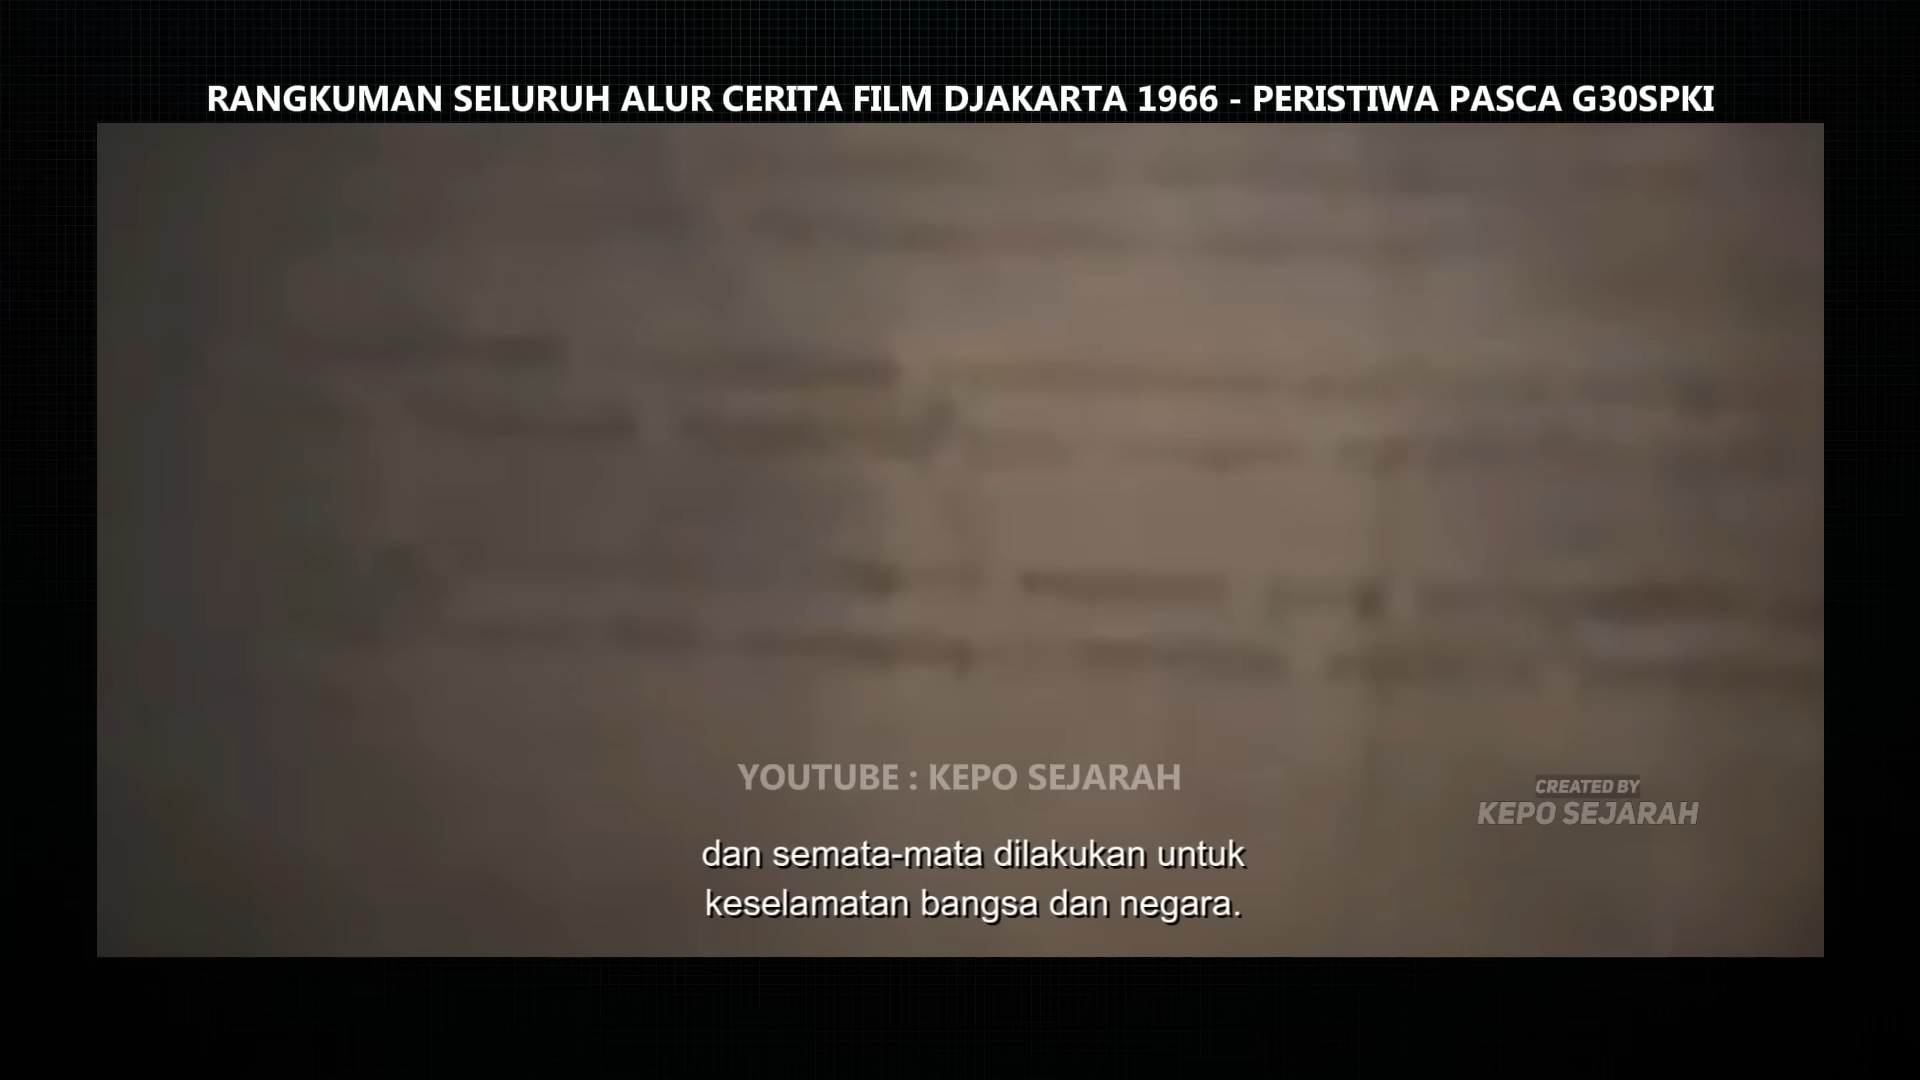 RANGKUMAN SELURUH ALUR CERITA FILM DJAKARTA 1966 - PERISTIWA PASCA G30SPKI
YOUTUBE : KEPO SEJARAH
CREATED BY
KEPO SEJARAH
dan semata-mata dilakukan untuk
keselamatan bangsa dan negara.